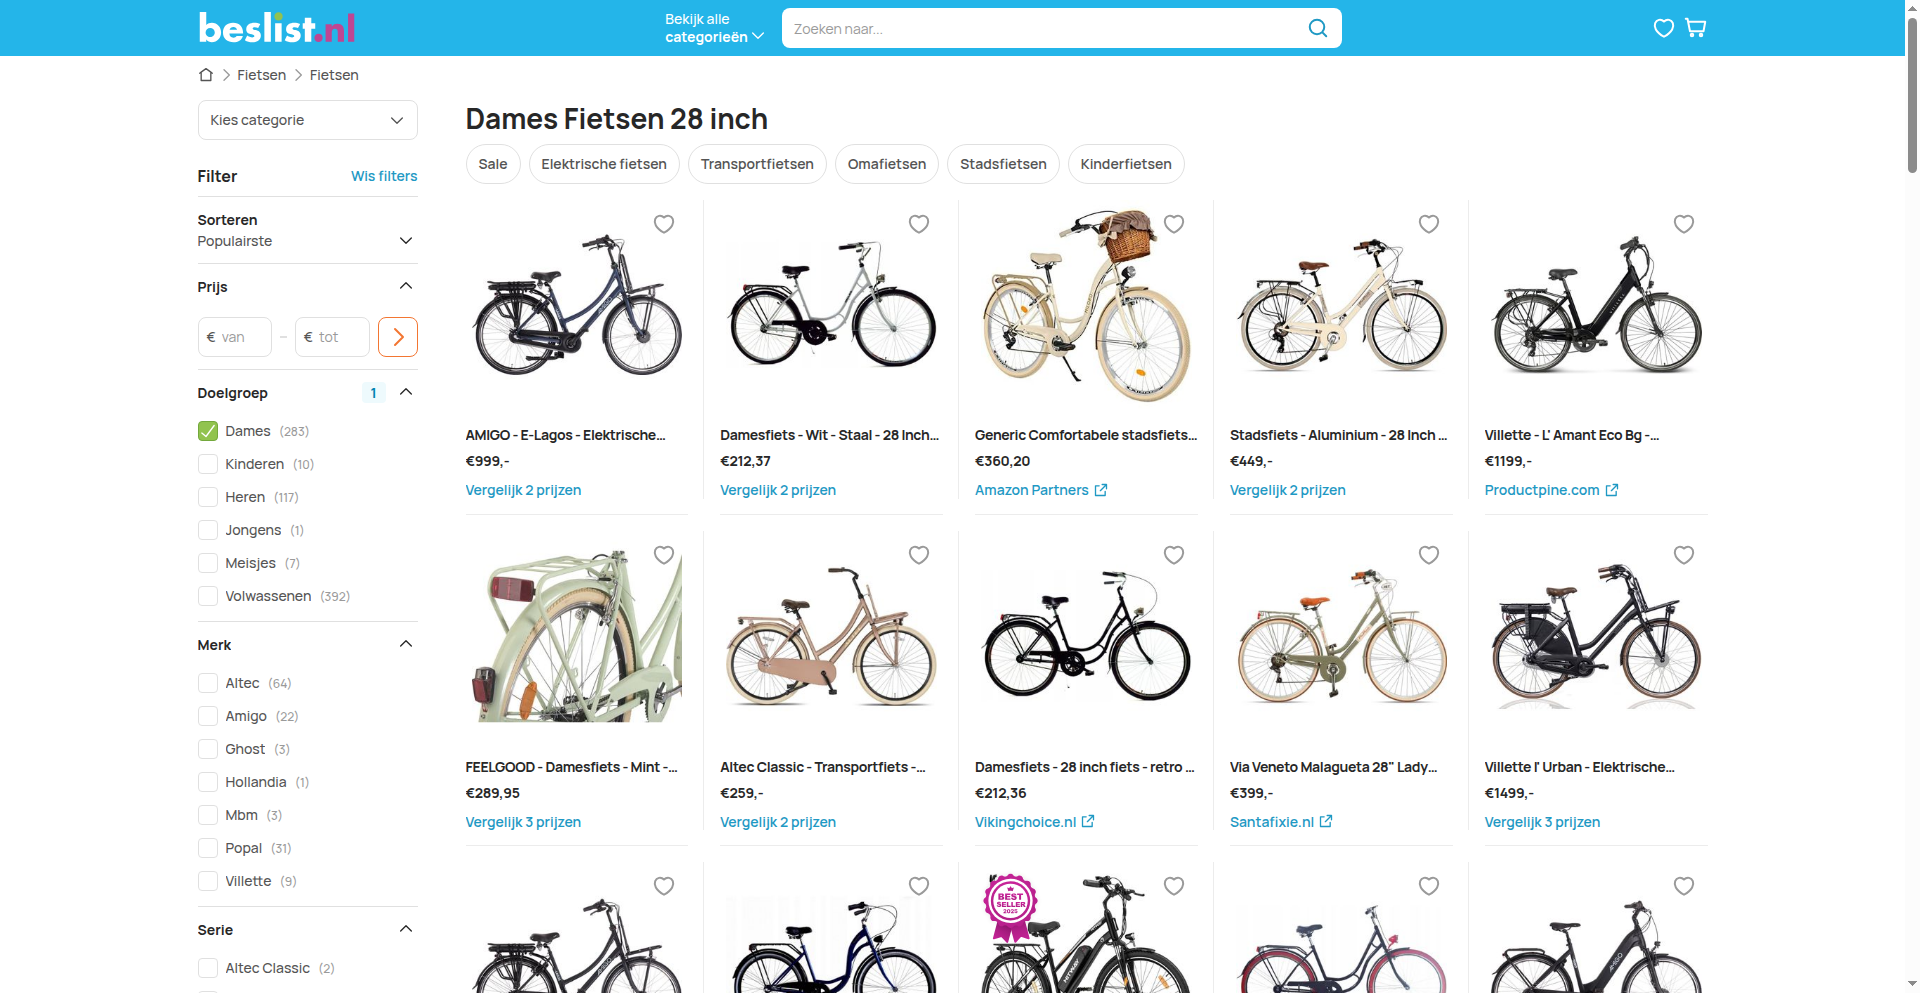 beslist.nl
Bekijk alle
categorieën
Zoeken naar...
Fietsen
Fietsen
Kies categorie
Filter
Wis filters
Sorteren
Populairste
Prijs
€ van
–
€ tot
Doelgroep
1
Dames (283)
Kinderen (10)
Heren (117)
Jongens (1)
Meisjes (7)
Volwassenen (392)
Merk
Altec (64)
Amigo (22)
Ghost (3)
Hollandia (1)
Mbm (3)
Popal (31)
Villette (9)
Serie
Altec Classic (2)
Dames Fietsen 28 inch
Sale
Elektrische fietsen
Transportfietsen
Omafietsen
Stadsfietsen
Kinderfietsen
AMIGO - E-Lagos - Elektrische...
€999,-
Vergelijk 2 prijzen
Damesfiets - Wit - Staal - 28 Inch...
€212,37
Vergelijk 2 prijzen
Generic Comfortabele stadsfiets...
€360,20
Amazon Partners
Stadsfiets - Aluminium - 28 Inch ...
€449,-
Vergelijk 2 prijzen
Villette - L' Amant Eco Bg -...
€1199,-
Productpine.com
FEELGOOD - Damesfiets - Mint -...
€289,95
Vergelijk 3 prijzen
Altec Classic - Transportfiets -...
€259,-
Vergelijk 2 prijzen
Damesfiets - 28 inch fiets - retro ...
€212,36
Vikingchoice.nl
Via Veneto Malagueta 28" Lady...
€399,-
Santafixie.nl
Villette l' Urban - Elektrische...
€1499,-
Vergelijk 3 prijzen
BEST
SELLER
2025